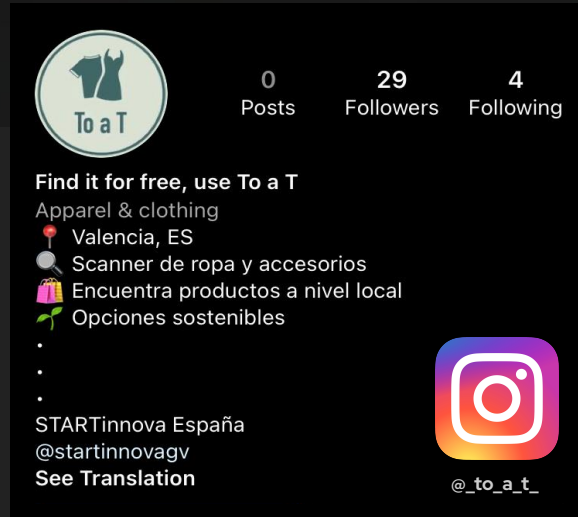 To a T
0 29 4
Posts Followers Following
Find it for free, use To a T
Apparel & clothing
📍 Valencia, ES
🔍 Scanner de ropa y accesorios
🛍️ Encuentra productos a nivel local
🌱 Opciones sostenibles
.
.
.
STARTinnova España
@startinnovagv
See Translation
@_to_a_t_